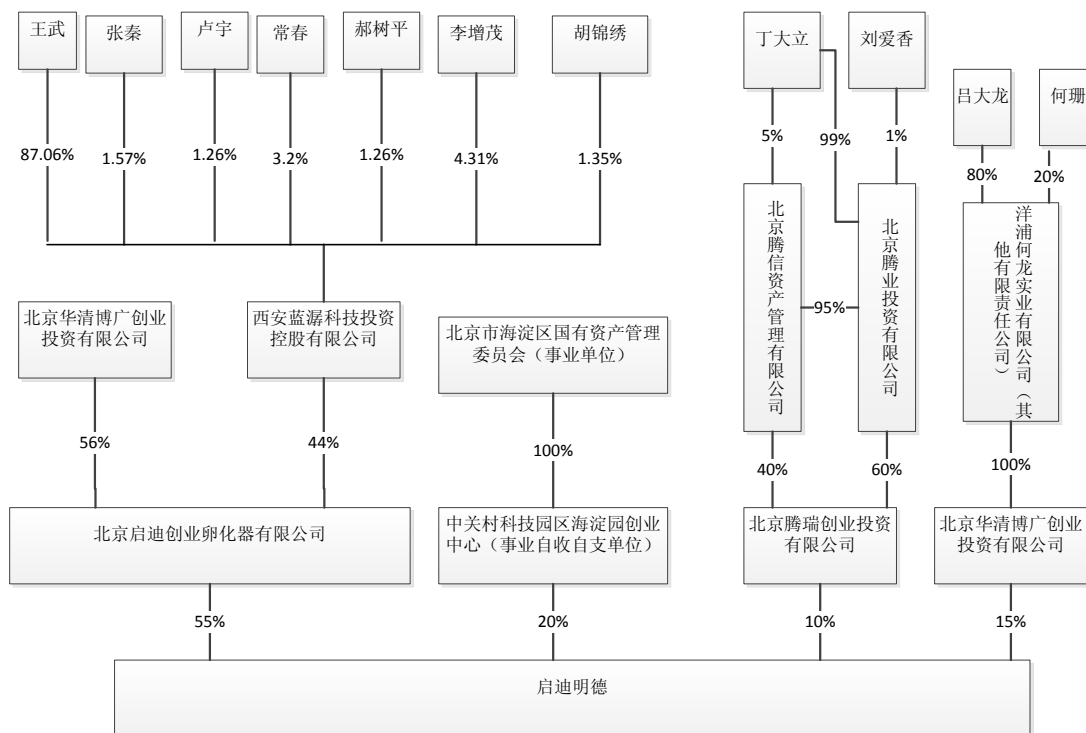 王武
张秦
卢宇
常春
郝树平
李增茂
胡锦绣
丁大立
刘爱香
吕大龙
何珊
87.06%
1.57%
1.26%
3.2%
1.26%
4.31%
1.35%
5%
99%
1%
80%
20%
北京华清博广创业
投资有限公司
西安蓝潺科技投资
控股有限公司
北京市海淀区国有资产管理
委员会（事业单位）
北京腾信资产管理有限公司
95%
北京腾业投资有限公司
洋浦何龙实业有限公司（其
他有限责任公司）
56%
44%
100%
40%
60%
100%
北京启迪创业卵化器有限公司
中关村科技园区海淀园创业
中心（事业自收自支单位）
北京腾瑞创业投资
有限公司
北京华清博广创业
投资有限公司
55%
20%
10%
15%
启迪明德